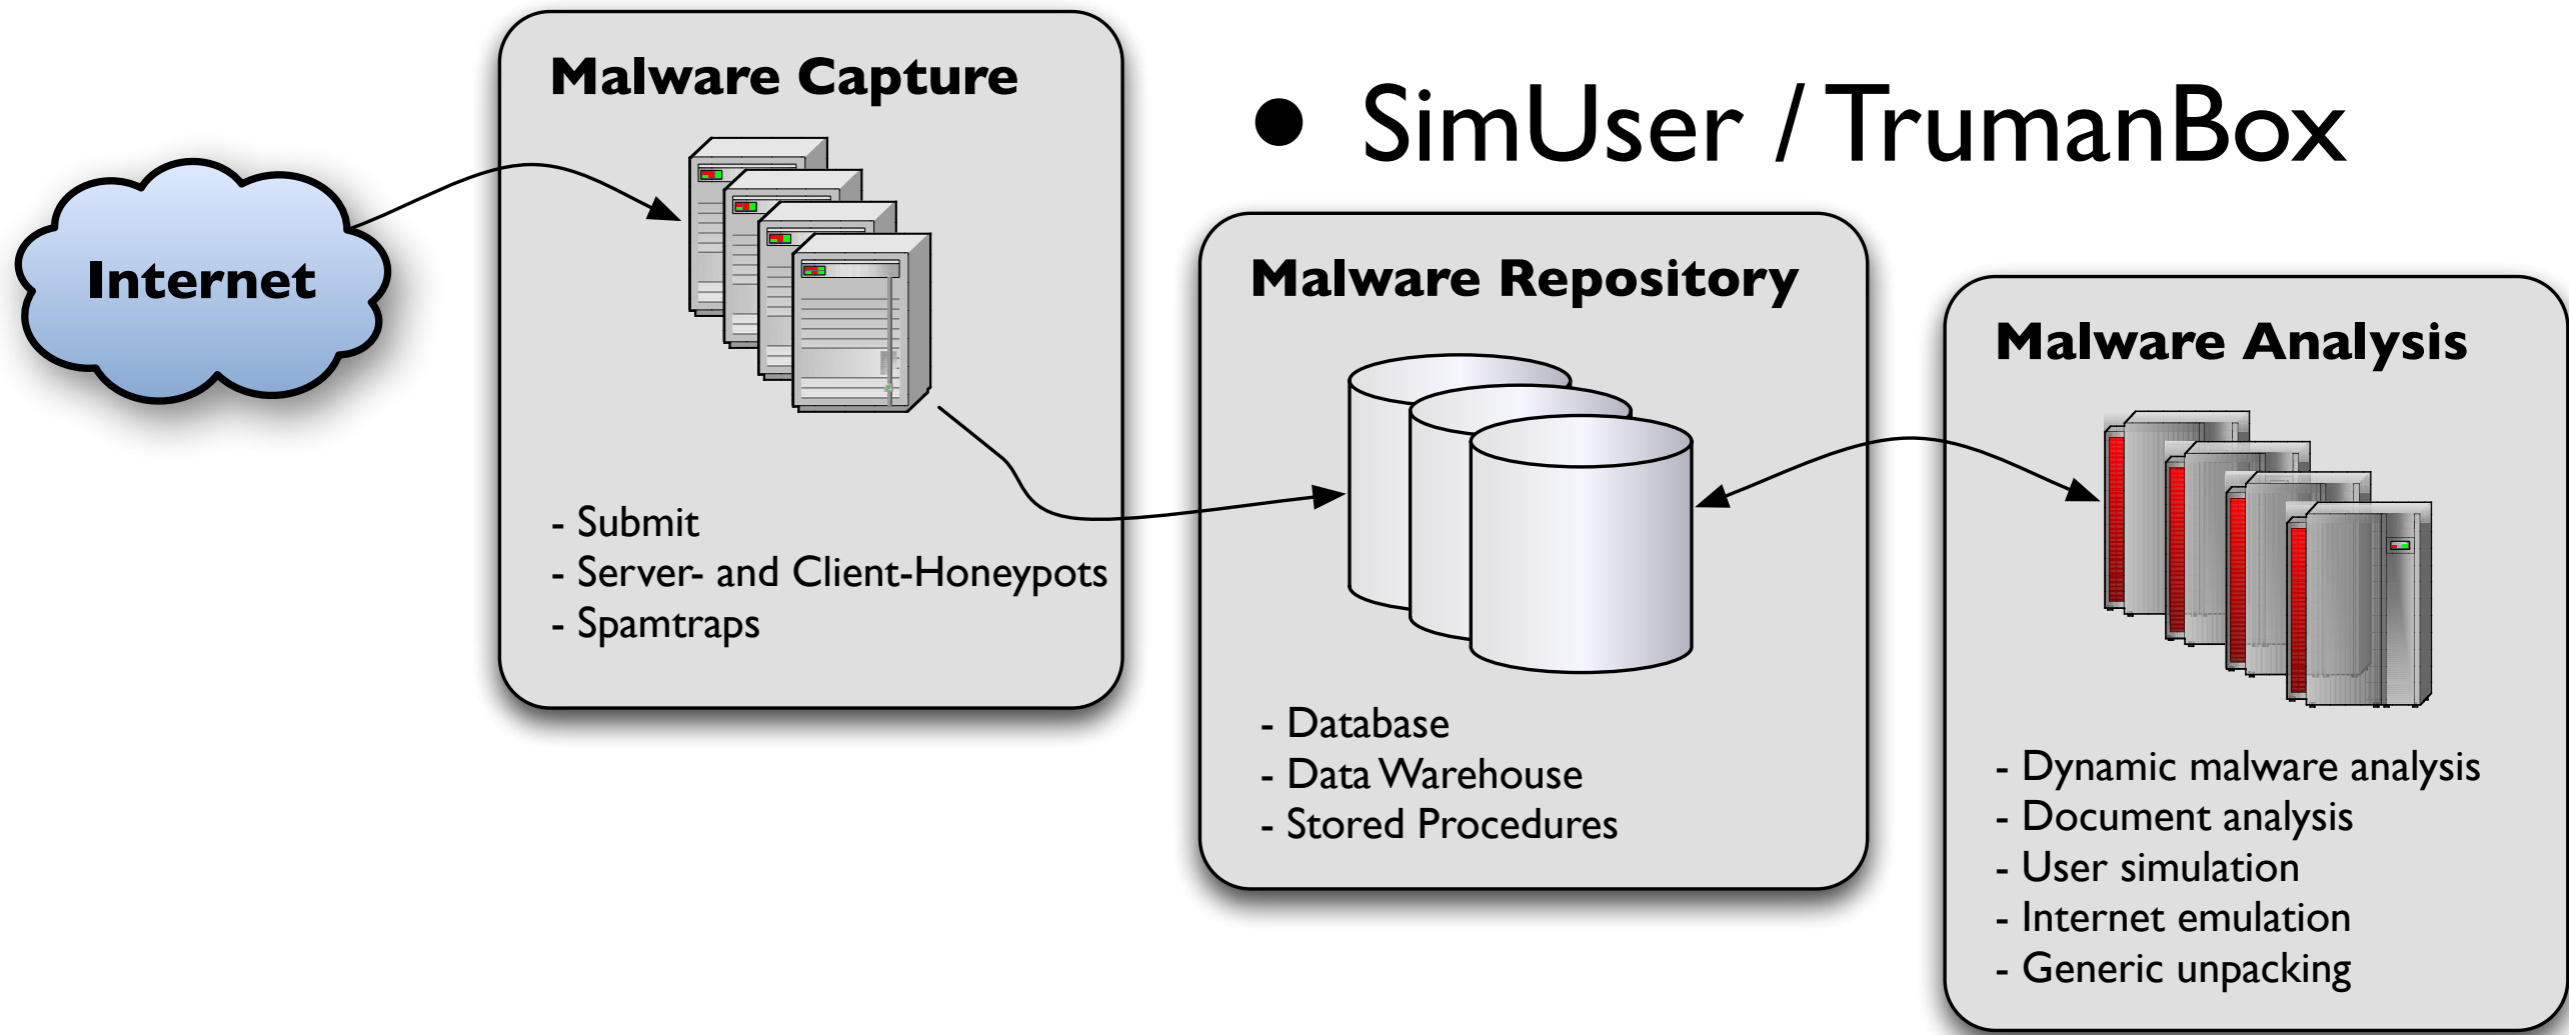 • SimUser / TrumanBox
Internet
Malware Capture
- Submit
- Server- and Client-Honeypots
- Spamtraps
Malware Repository
- Database
- Data Warehouse
- Stored Procedures
Malware Analysis
- Dynamic malware analysis
- Document analysis
- User simulation
- Internet emulation
- Generic unpacking